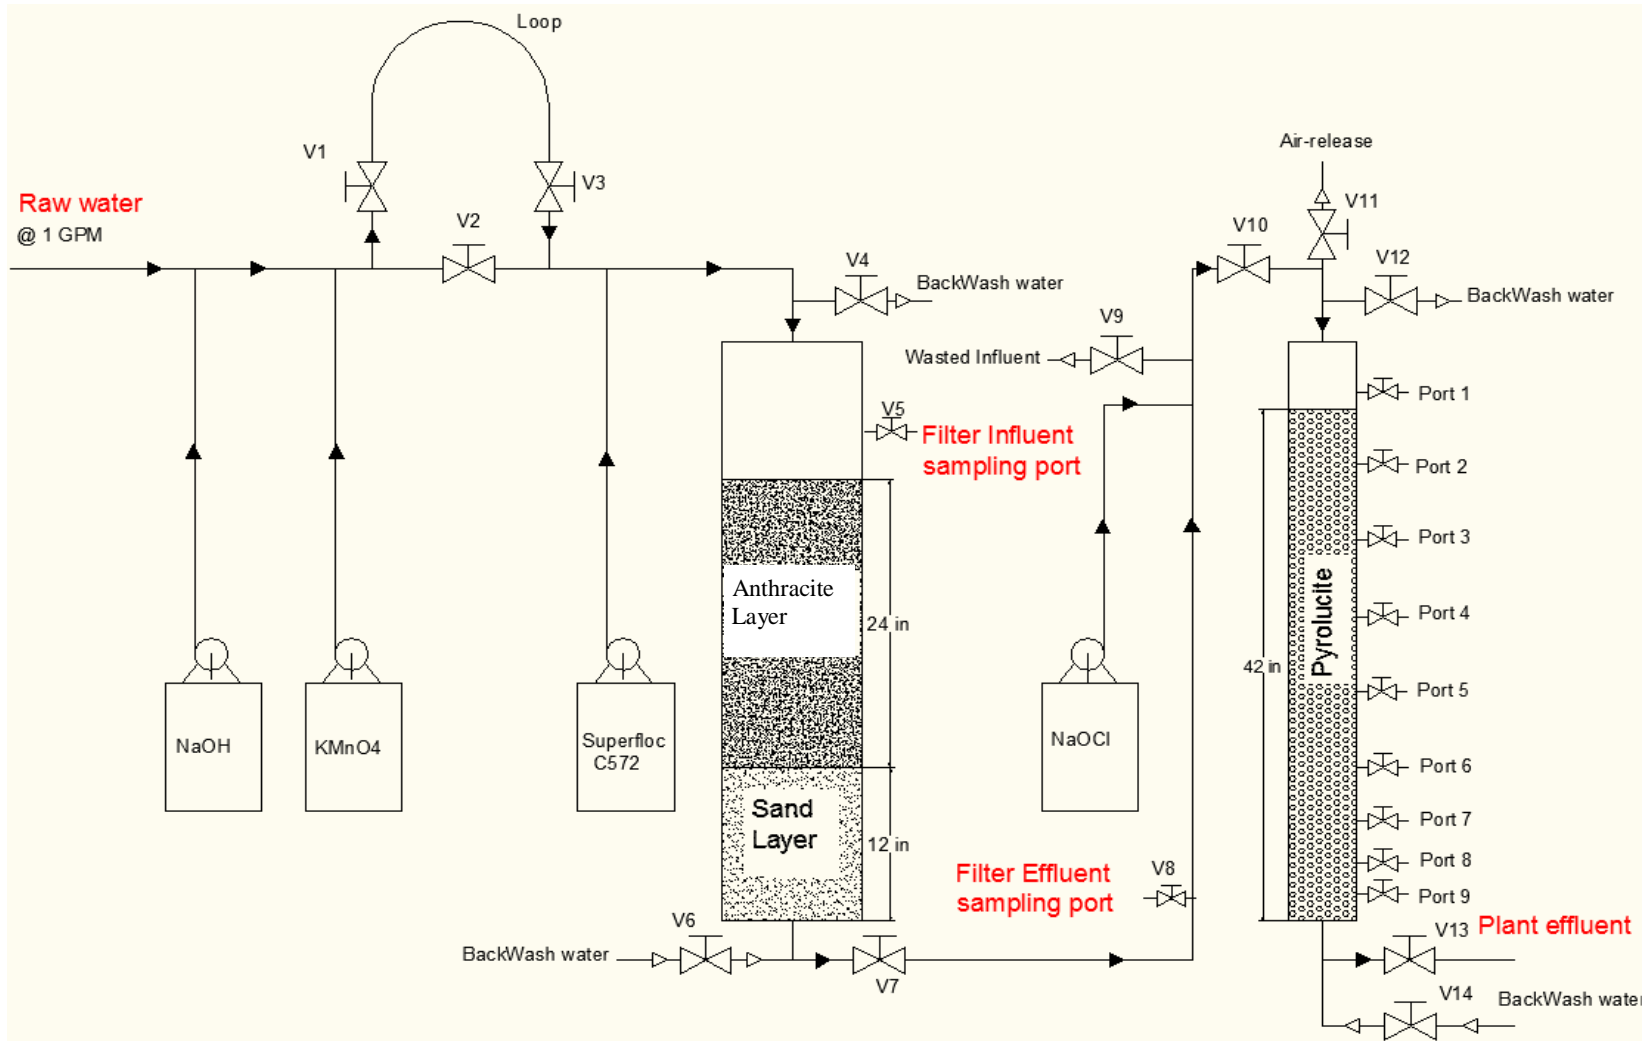 Loop
V1
V3
Raw water
@ 1 GPM
V2
Air-release
V11
V10
V12
BackWash water
V4
BackWash water
V9
Wasted Influent
Port 1
V5
Filter Influent
sampling port
Port 2
Port 3
Anthracite
Layer
24 in
Pyrolucite
42 in
Port 4
Port 5
NaOH
KMnO4
Superfloc
C572
NaOCl
Port 6
Sand
Layer
12 in
Port 7
Port 8
Port 9
Filter Effluent
sampling port
V8
V6
BackWash water
V7
V13
Plant effluent
V14
BackWash water